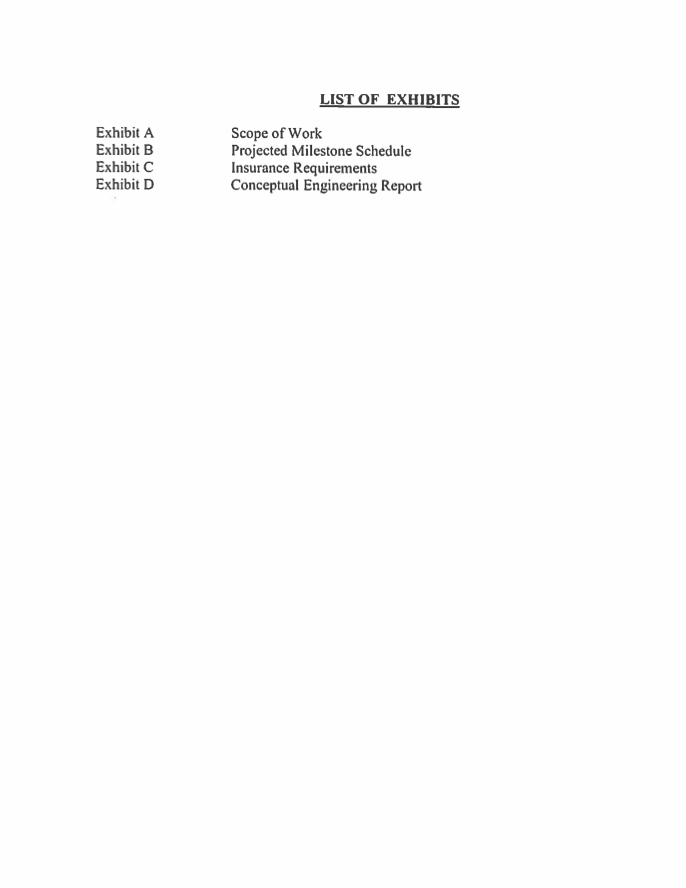 LIST OF EXHIBITS
Exhibit A Scope of Work
Exhibit B Projected Milestone Schedule
Exhibit C Insurance Requirements
Exhibit D Conceptual Engineering Report